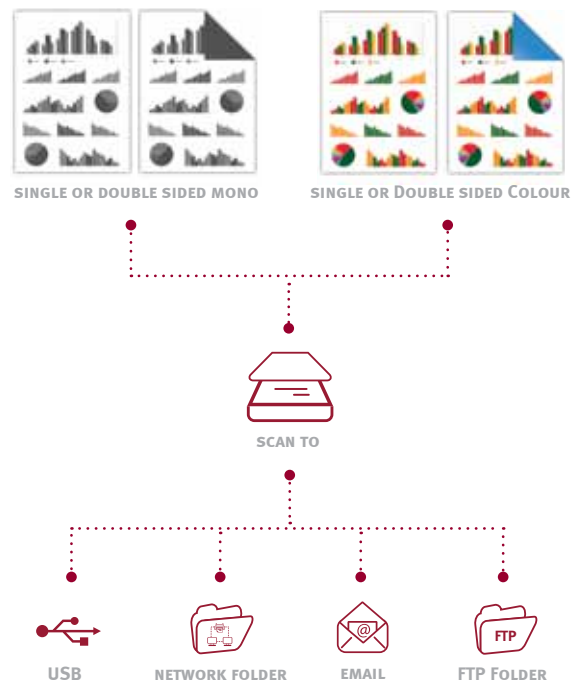 SINGLE OR DOUBLE SIDED MONO
SINGLE OR DOUBLE SIDED COLOUR
SCAN TO
@
FTP
USB
NETWORK FOLDER
EMAIL
FTP FOLDER